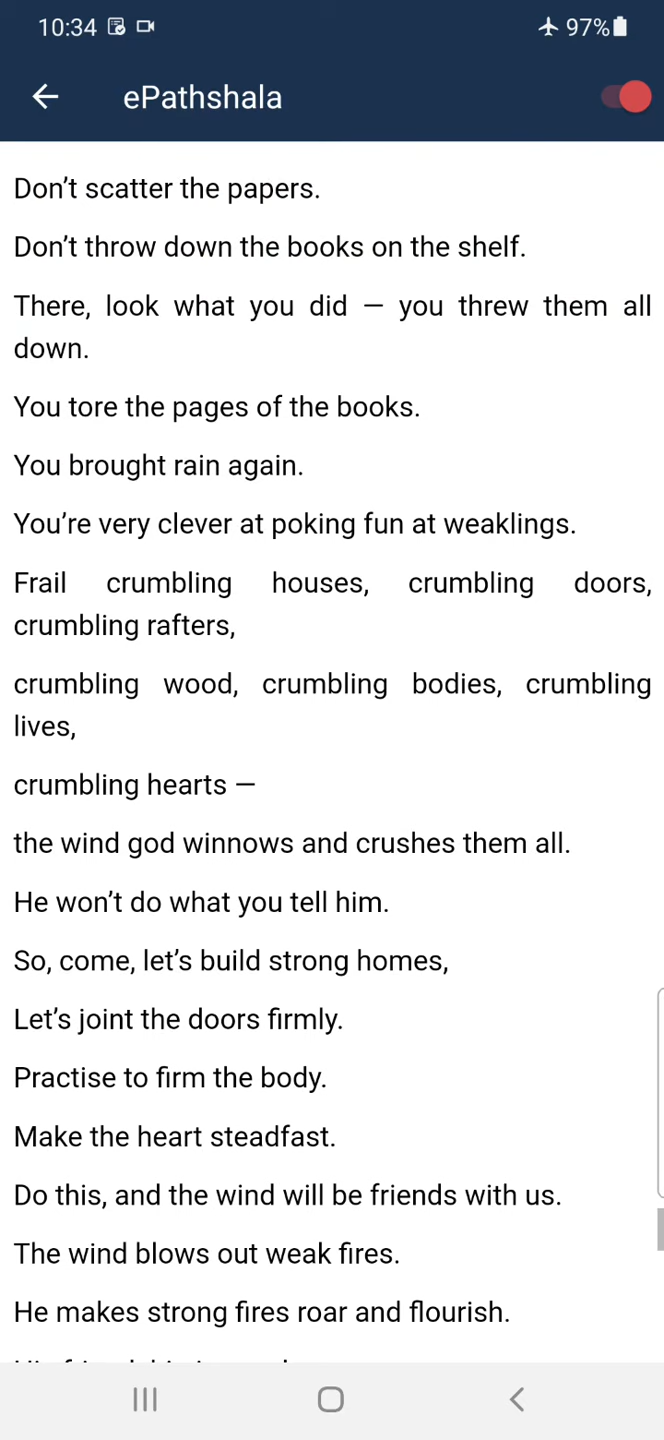 10:34
97%
ePathshala
Don’t scatter the papers.
Don’t throw down the books on the shelf.
There, look what you did — you threw them all
down.
You tore the pages of the books.
You brought rain again.
You’re very clever at poking fun at weaklings.
Frail crumbling houses, crumbling doors,
crumbling rafters,
crumbling wood, crumbling bodies, crumbling
lives,
crumbling hearts —
the wind god winnows and crushes them all.
He won’t do what you tell him.
So, come, let’s build strong homes,
Let’s joint the doors firmly.
Practise to firm the body.
Make the heart steadfast.
Do this, and the wind will be friends with us.
The wind blows out weak fires.
He makes strong fires roar and flourish.